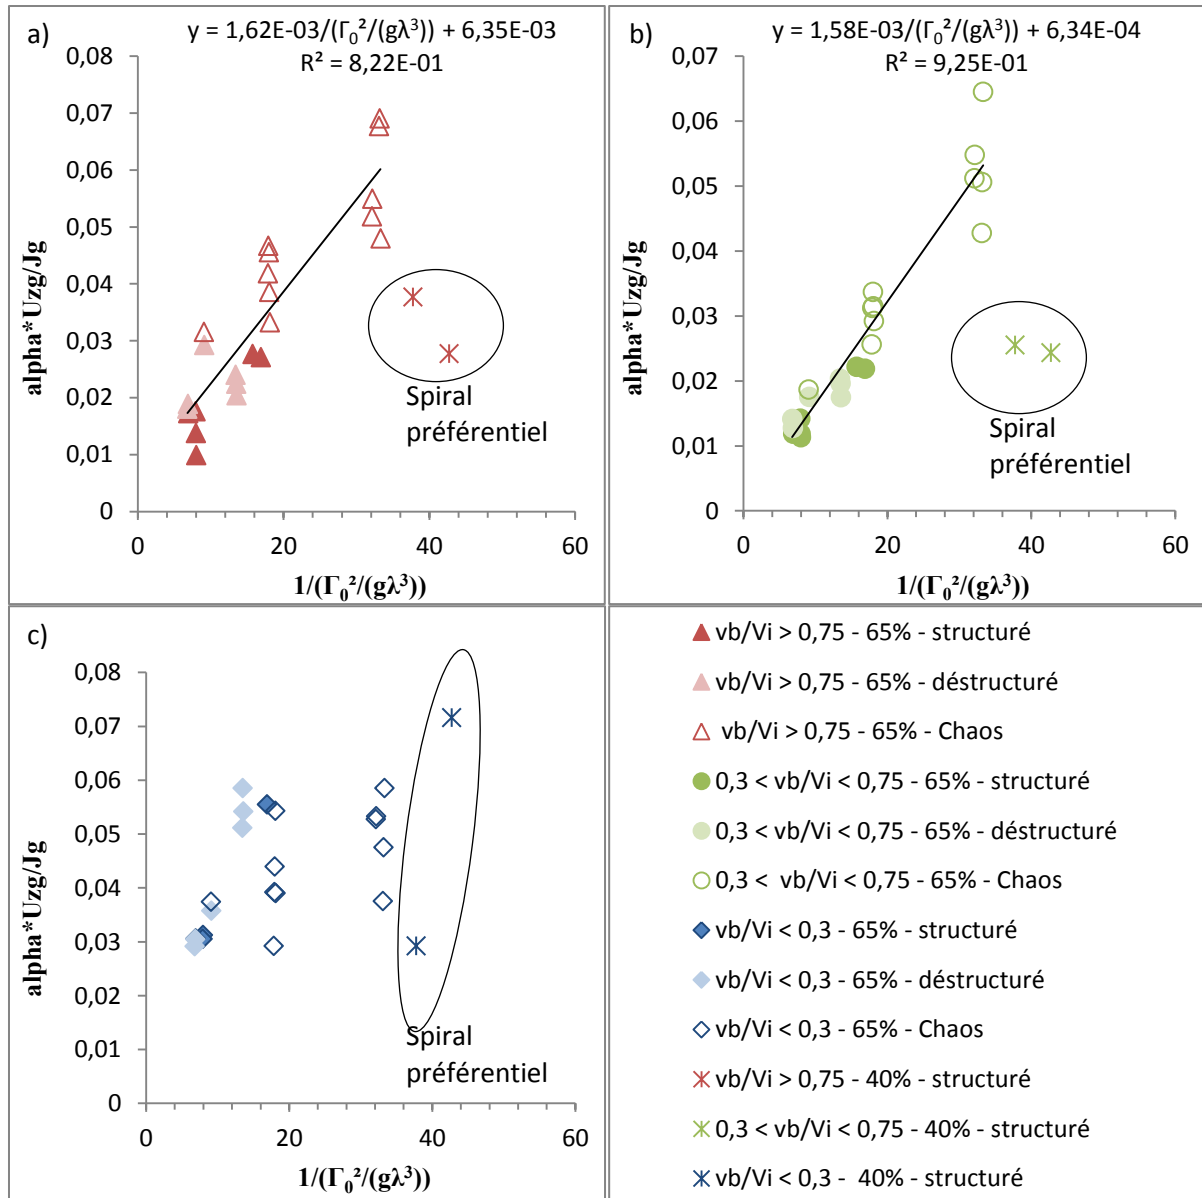 a)
y = 1,62E-03/(Γ₀²/(gλ³)) + 6,35E-03
R² = 8,22E-01
0,08
0,07
0,06
0,05
0,04
0,03
0,02
0,01
0
alpha*Uzg/Jg
Spiral
préférentiel
0 20 40 60
1/(Γ₀²/(gλ³))
b)
y = 1,58E-03/(Γ₀²/(gλ³)) + 6,34E-04
R² = 9,25E-01
0,07
0,06
0,05
0,04
0,03
0,02
0,01
0
alpha*Uzg/Jg
Spiral
préférentiel
0 20 40 60
1/(Γ₀²/(gλ³))
c)
0,08
0,07
0,06
0,05
0,04
0,03
0,02
0,01
0
alpha*Uzg/Jg
Spiral
préférentiel
0 20 40 60
1/(Γ₀²/(gλ³))
vb/Vi > 0,75 - 65% - structuré
vb/Vi > 0,75 - 65% - déstructuré
vb/Vi > 0,75 - 65% - Chaos
0,3 < vb/Vi < 0,75 - 65% - structuré
0,3 < vb/Vi < 0,75 - 65% - déstructuré
0,3 < vb/Vi < 0,75 - 65% - Chaos
vb/Vi < 0,3 - 65% - structuré
vb/Vi < 0,3 - 65% - déstructuré
vb/Vi < 0,3 - 65% - Chaos
vb/Vi > 0,75 - 40% - structuré
0,3 < vb/Vi < 0,75 - 40% - structuré
vb/Vi < 0,3 - 40% - structuré